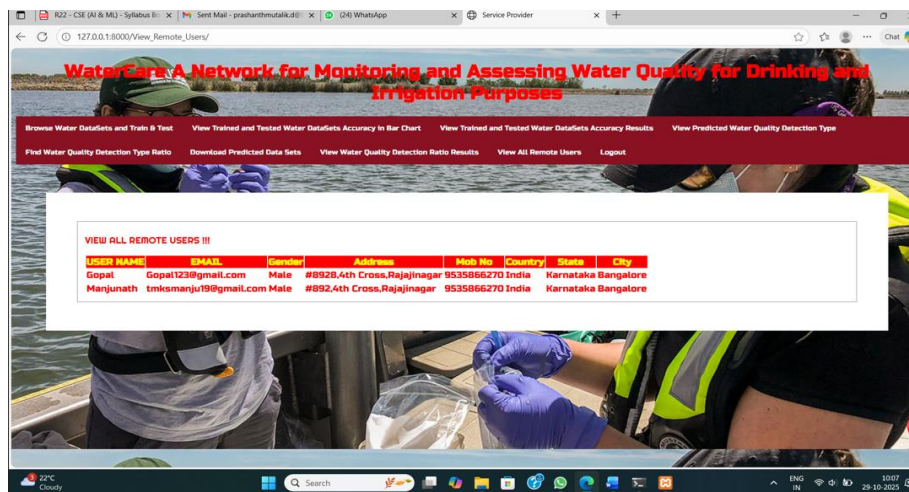 R22 - CSE (AI & ML) - Syllabus Bo
Sent Mail - prashanthmutalik.d@
(24) WhatsApp
Service Provider
127.0.0.1:8000/View_Remote_Users/
Chat
WaterCare A Network for Monitoring and Assessing Water Quality for Drinking and
Irrigation Purposes
Browse Water DataSets and Train & Test View Trained and Tested Water DataSets Accuracy in Bar Chart View Trained and Tested Water DataSets Accuracy Results View Predicted Water Quality Detection Type
Find Water Quality Detection Type Ratio Download Predicted Data Sets View Water Quality Detection Ratio Results View All Remote Users Logout
VIEW ALL REMOTE USERS !!!
USER NAME EMAIL Gender Address Mob No Country State City
Gopal Gopal123@gmail.com Male #8928,4th Cross,Rajajinagar 9535866270 India Karnataka Bangalore
Manjunath tmksmanju19@gmail.com Male #892,4th Cross,Rajajinagar 9535866270 India Karnataka Bangalore
22°C
Cloudy
Search
ENG
IN
10:07
29-10-2025